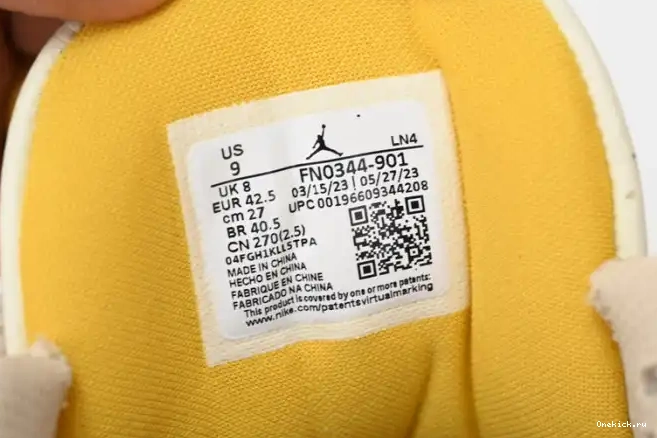 US
9
LN4
UK 8
FN0344-901
EUR 42.5
03/15/23 | 05/27/23
cm 27
UPC 00196609344208
BR 40.5
CN 270(2.5)
04FGH1KLL5TPA
MADE IN CHINA
HECHO EN CHINA
FABRIQUE EN CHINE
FABRICADO NA CHINA
This product is covered by one or more patents:
www.nike.com/patentsvirtualmarking
Onekick.ru